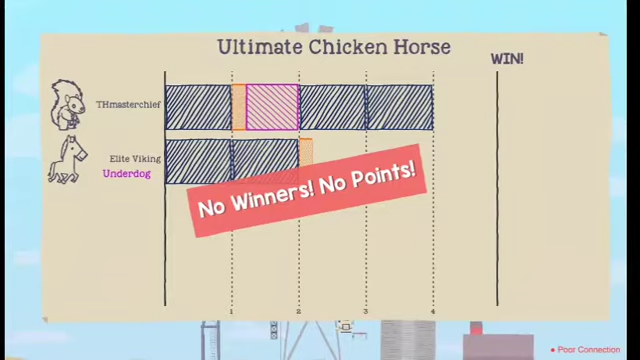 Ultimate Chicken Horse
WIN!
THmasterchief
Elite Viking
Underdog
No Winners! No Points!
1 2 3 4
Poor Connection